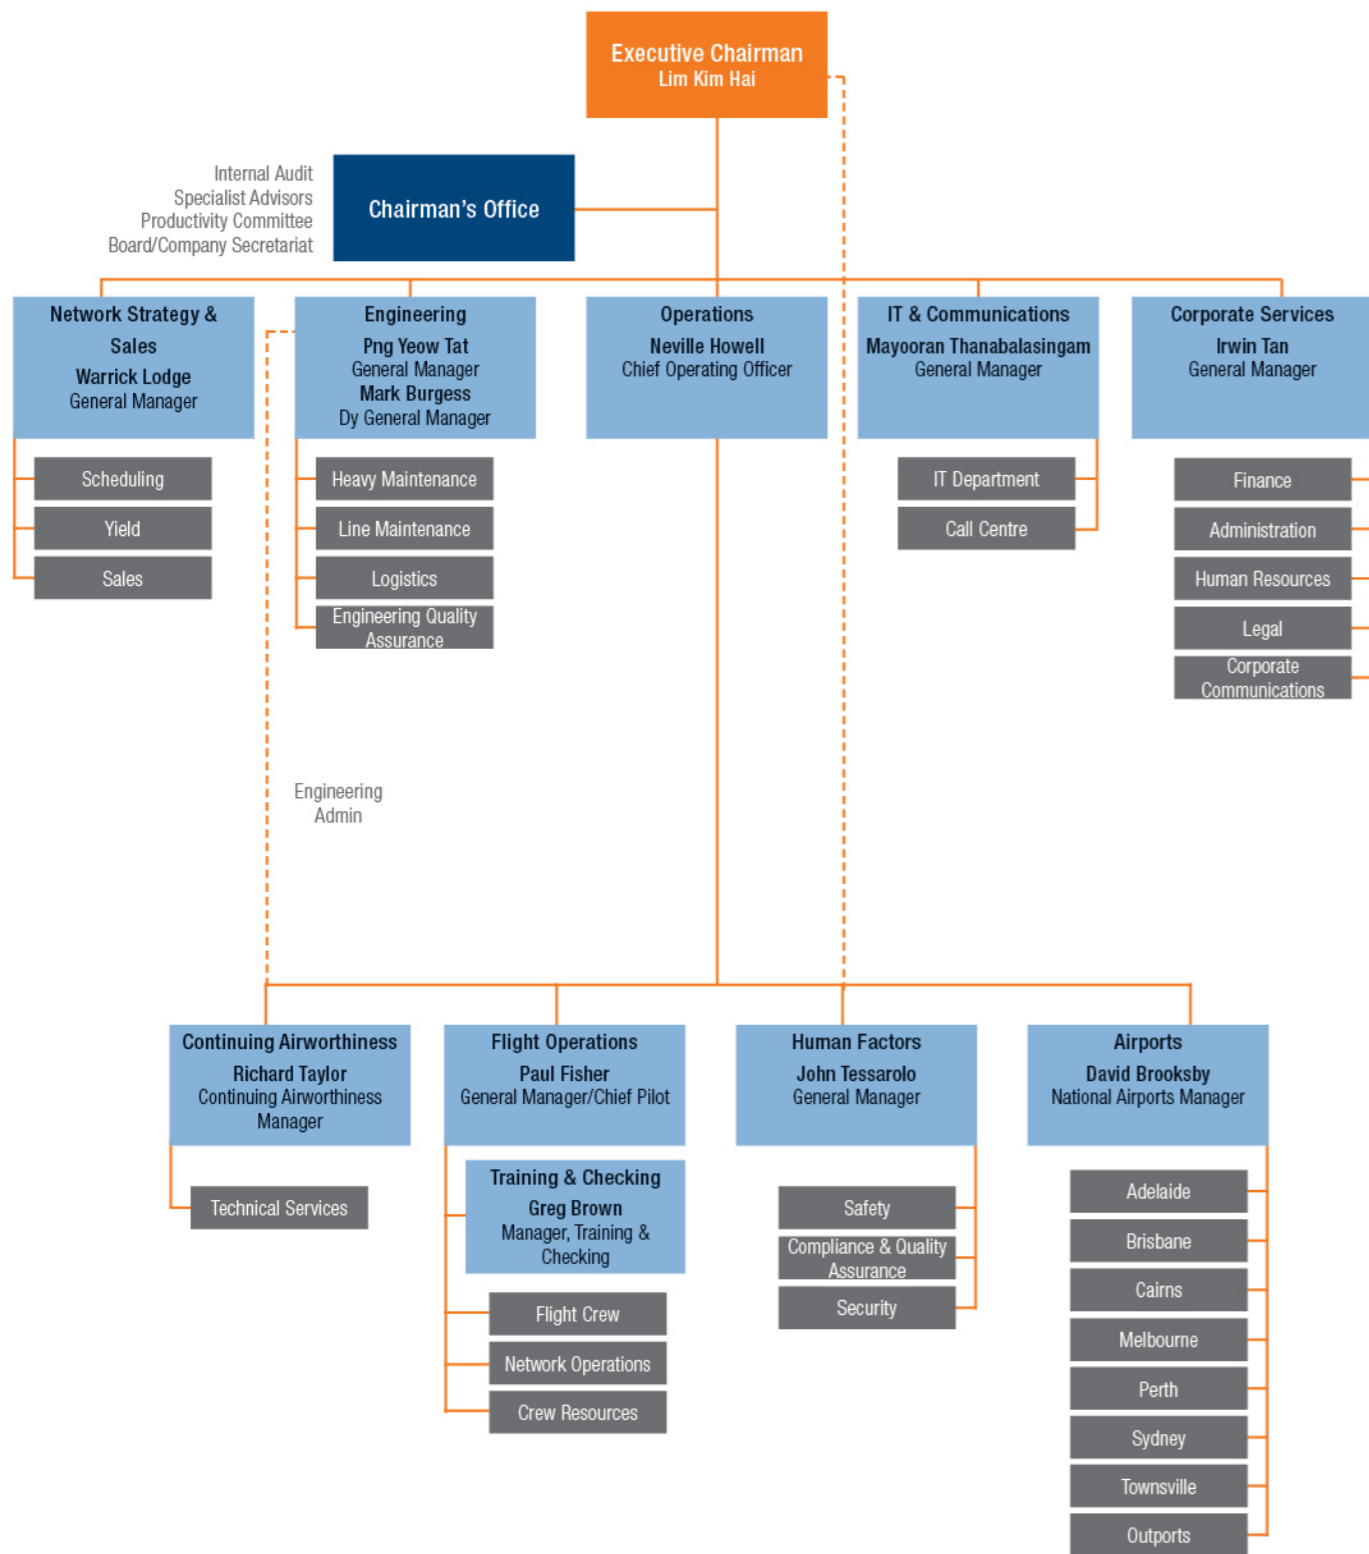 Executive Chairman
Lim Kim Hai
Internal Audit
Specialist Advisors
Productivity Committee
Board/Company Secretariat
Chairman's Office
Network Strategy &
Sales
Warrick Lodge
General Manager
Scheduling
Yield
Sales
Engineering
Png Yeow Tat
General Manager
Mark Burgess
Dy General Manager
Heavy Maintenance
Line Maintenance
Logistics
Engineering Quality
Assurance
Operations
Neville Howell
Chief Operating Officer
IT & Communications
Mayooran Thanabalasingam
General Manager
IT Department
Call Centre
Corporate Services
Irwin Tan
General Manager
Finance
Administration
Human Resources
Legal
Corporate
Communications
Engineering
Admin
Continuing Airworthiness
Richard Taylor
Continuing Airworthiness
Manager
Technical Services
Flight Operations
Paul Fisher
General Manager/Chief Pilot
Training & Checking
Greg Brown
Manager, Training &
Checking
Flight Crew
Network Operations
Crew Resources
Human Factors
John Tessarolo
General Manager
Safety
Compliance & Quality
Assurance
Security
Airports
David Brooksby
National Airports Manager
Adelaide
Brisbane
Cairns
Melbourne
Perth
Sydney
Townsville
Outports